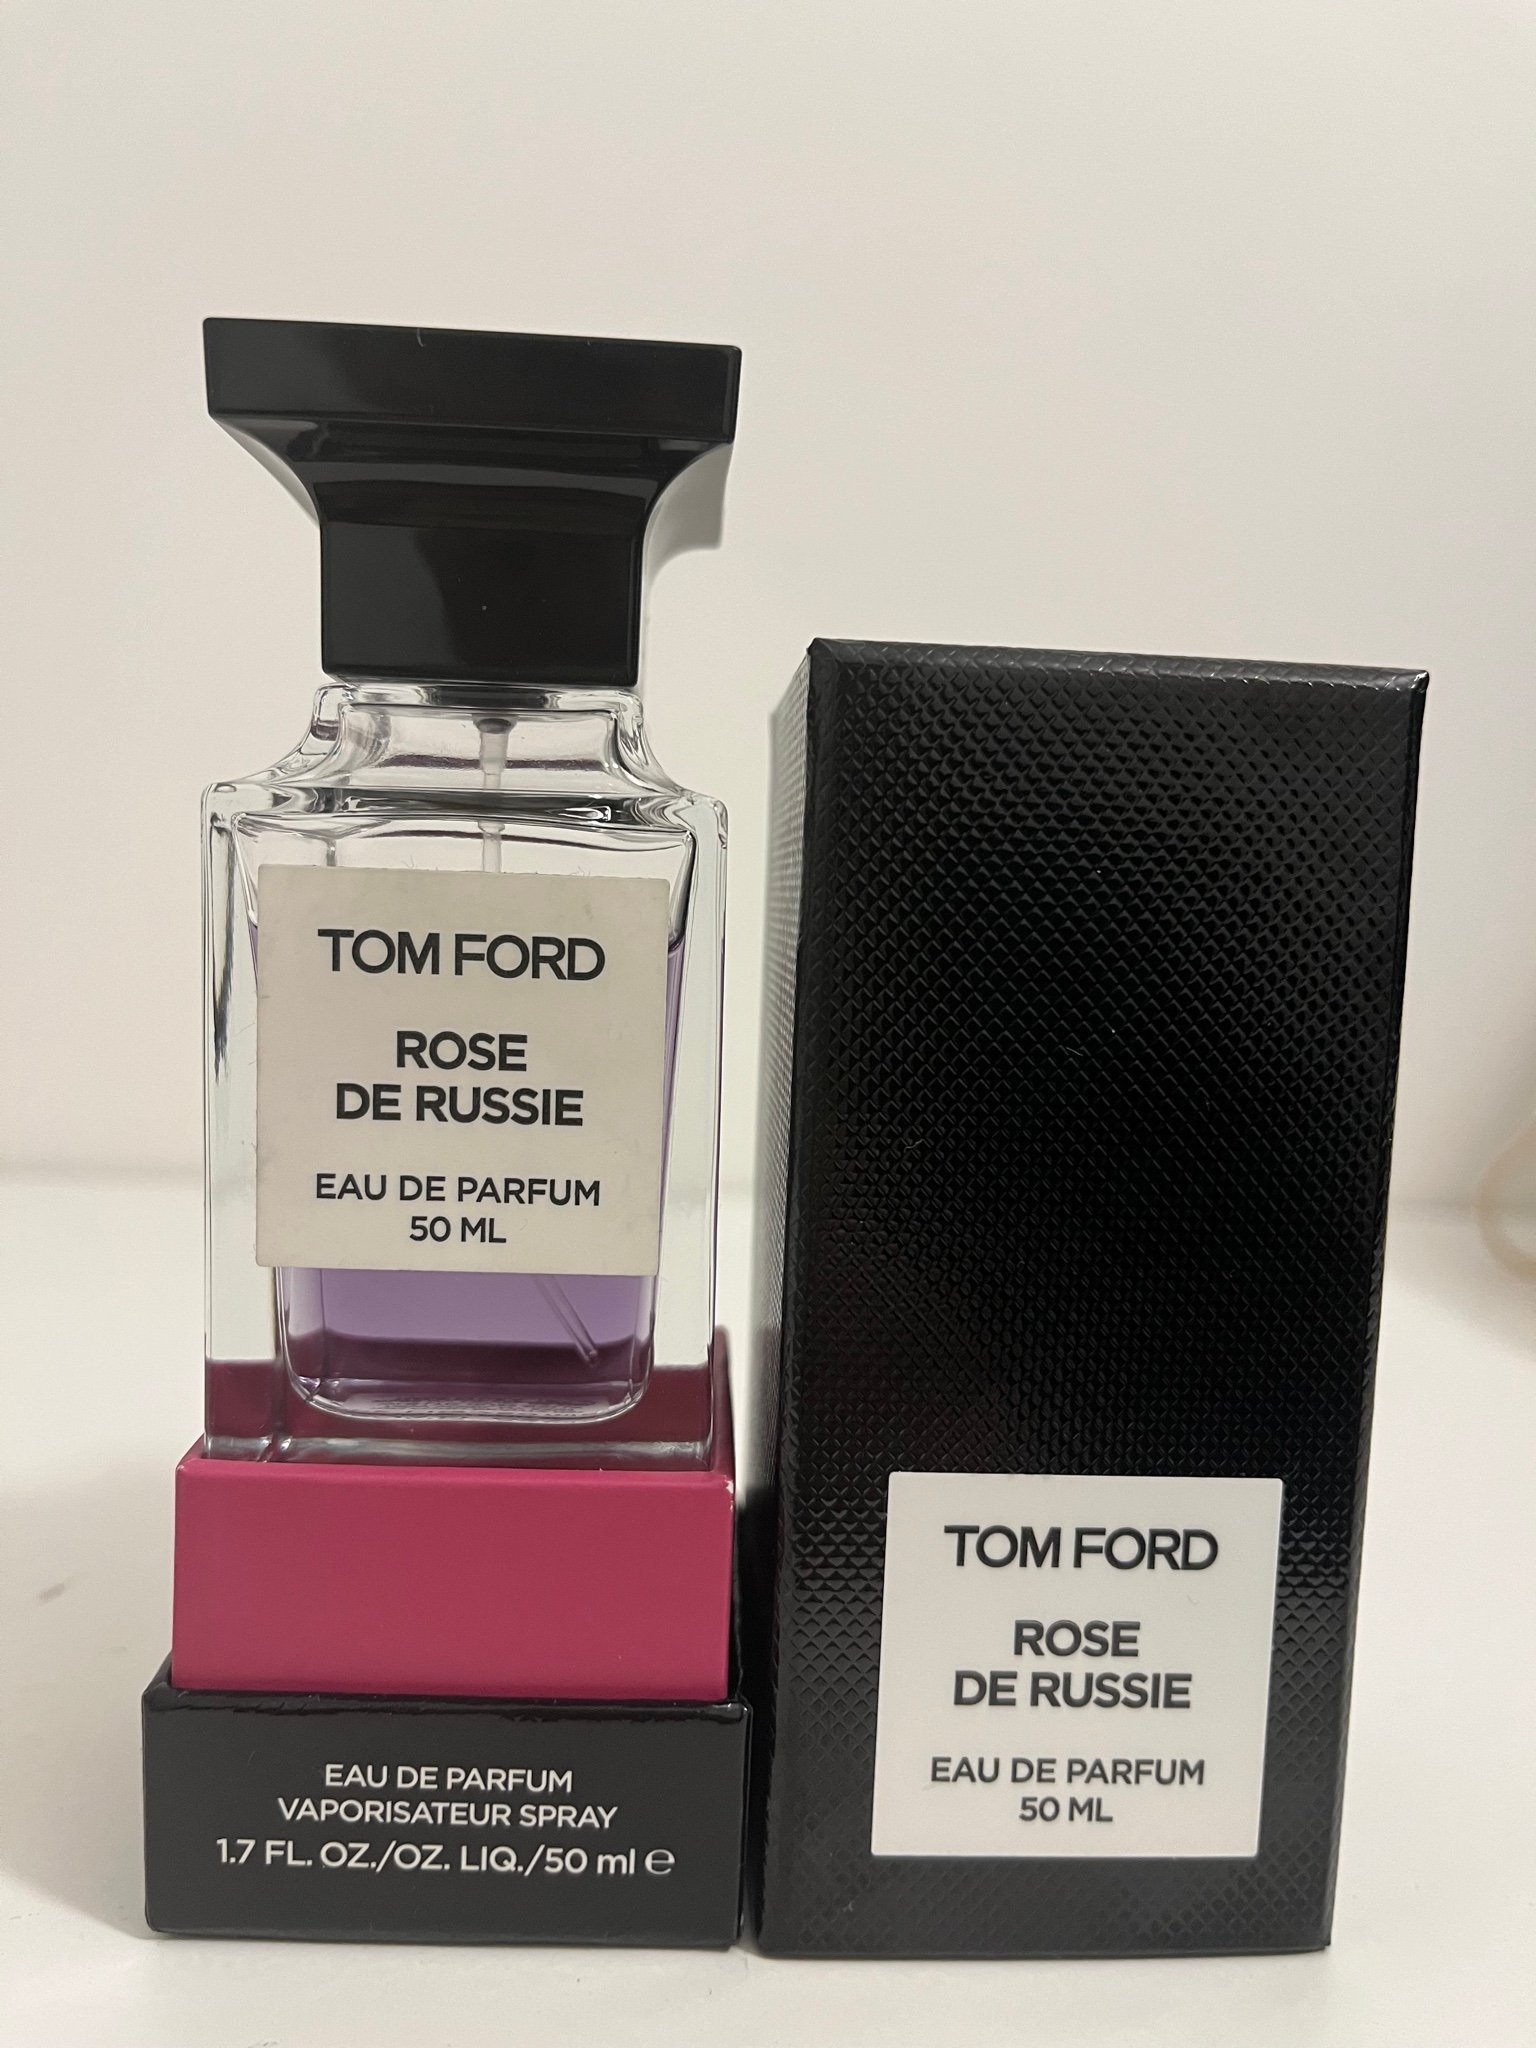 TOM FORD
ROSE
DE RUSSIE
EAU DE PARFUM
50 ML
EAU DE PARFUM
VAPORISATEUR SPRAY
1.7 FL. OZ./OZ. LIQ./50 ml ℮
TOM FORD
ROSE
DE RUSSIE
EAU DE PARFUM
50 ML